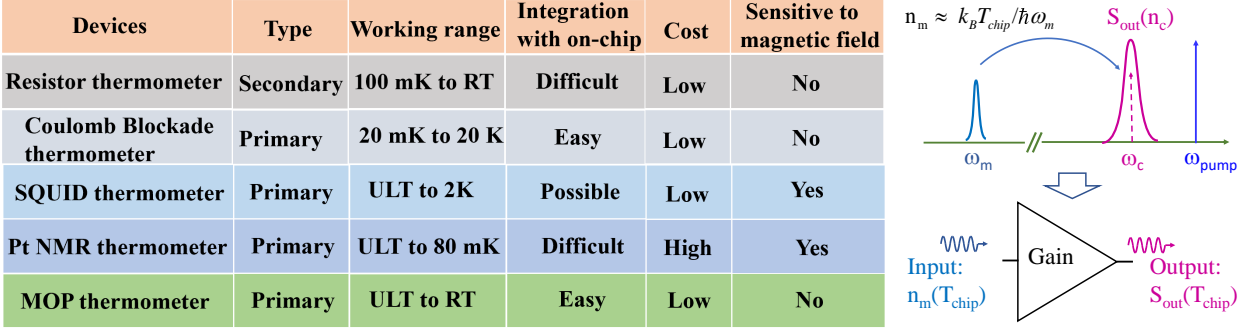 Devices Type Working range Integration with on-chip Cost Sensitive to magnetic field
Resistor thermometer Secondary 100 mK to RT Difficult Low No
Coulomb Blockade thermometer Primary 20 mK to 20 K Easy Low No
SQUID thermometer Primary ULT to 2K Possible Low Yes
Pt NMR thermometer Primary ULT to 80 mK Difficult High Yes
MOP thermometer Primary ULT to RT Easy Low No
n_m ≈ k_B T_chip/ℏω_m
S_out(n_c)
ω_m ω_c ω_pump
Gain
Input:
n_m(T_chip)
Output:
S_out(T_chip)